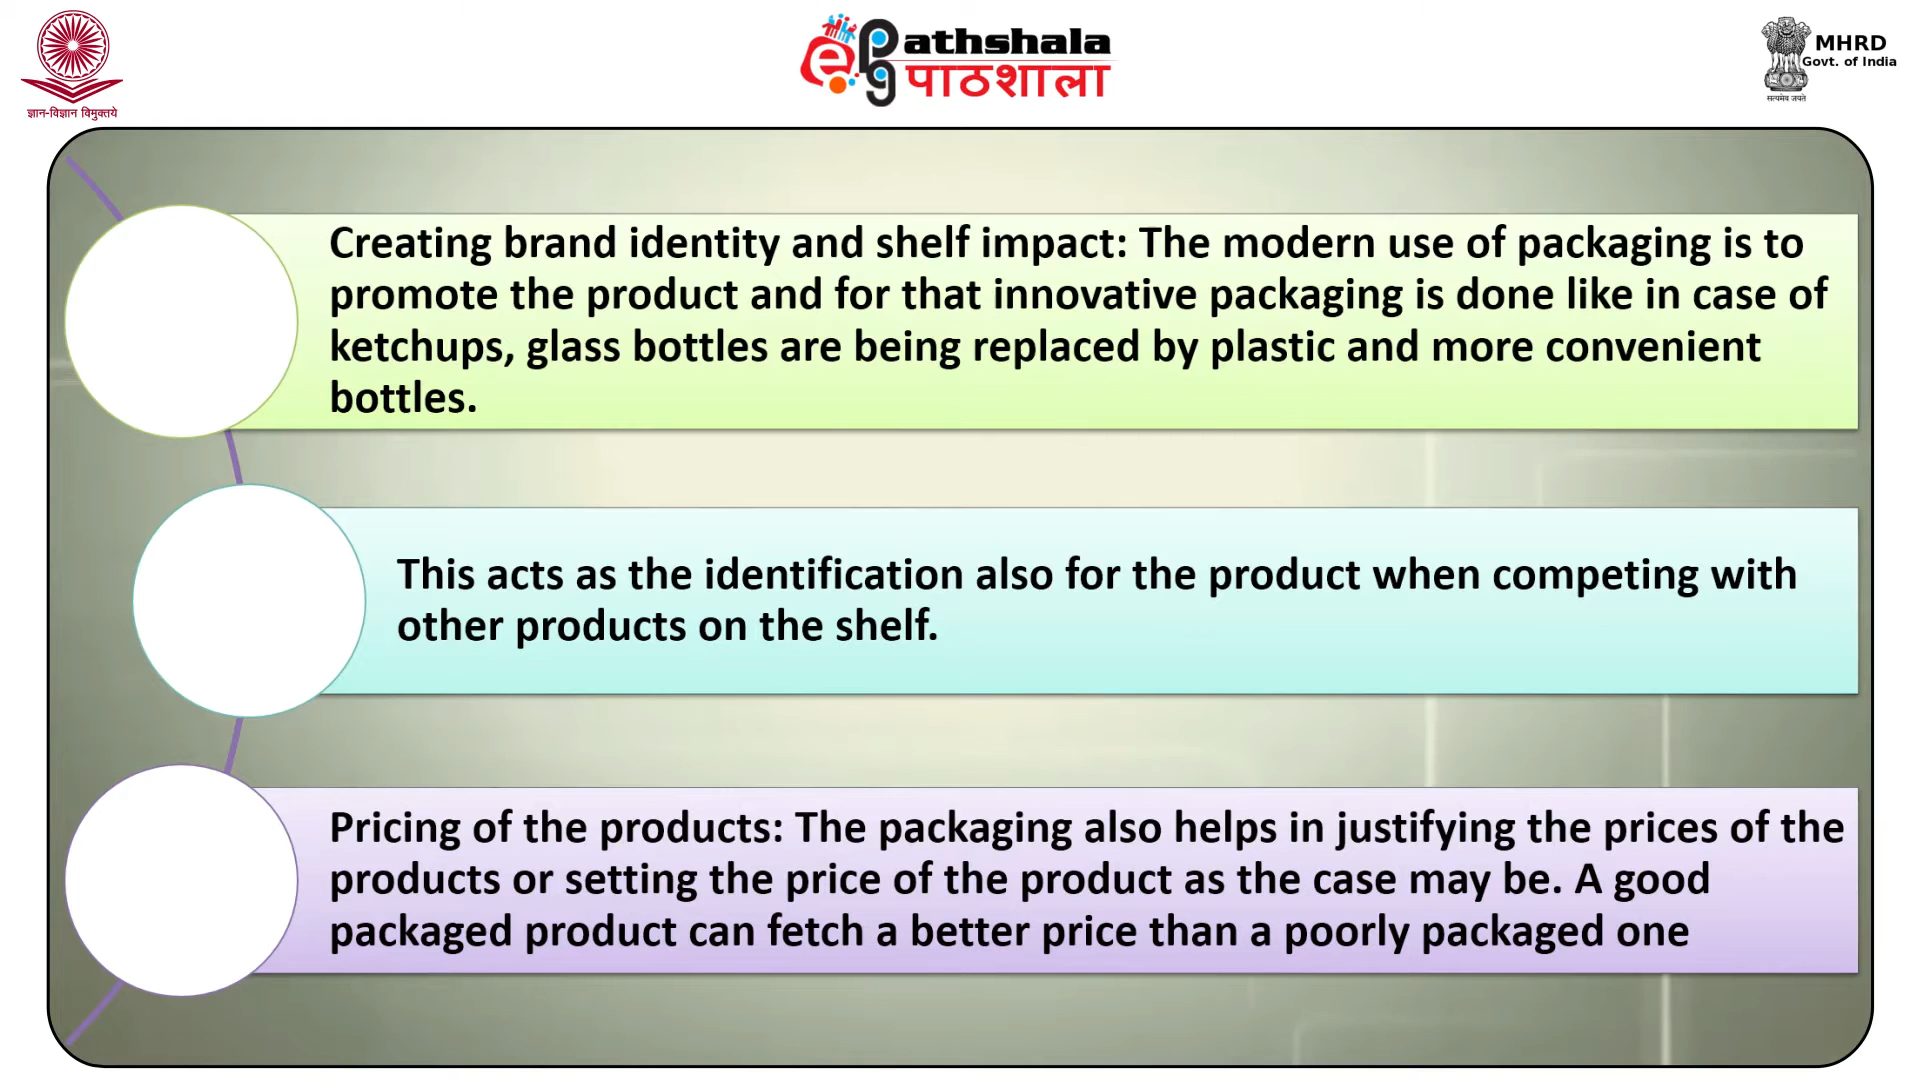 ज्ञान-विज्ञान विमुक्तये
e
pg
athshala
पाठशाला
MHRD
Govt. of India
सत्यमेव जयते
Creating brand identity and shelf impact: The modern use of packaging is to
promote the product and for that innovative packaging is done like in case of
ketchups, glass bottles are being replaced by plastic and more convenient
bottles.
This acts as the identification also for the product when competing with
other products on the shelf.
Pricing of the products: The packaging also helps in justifying the prices of the
products or setting the price of the product as the case may be. A good
packaged product can fetch a better price than a poorly packaged one